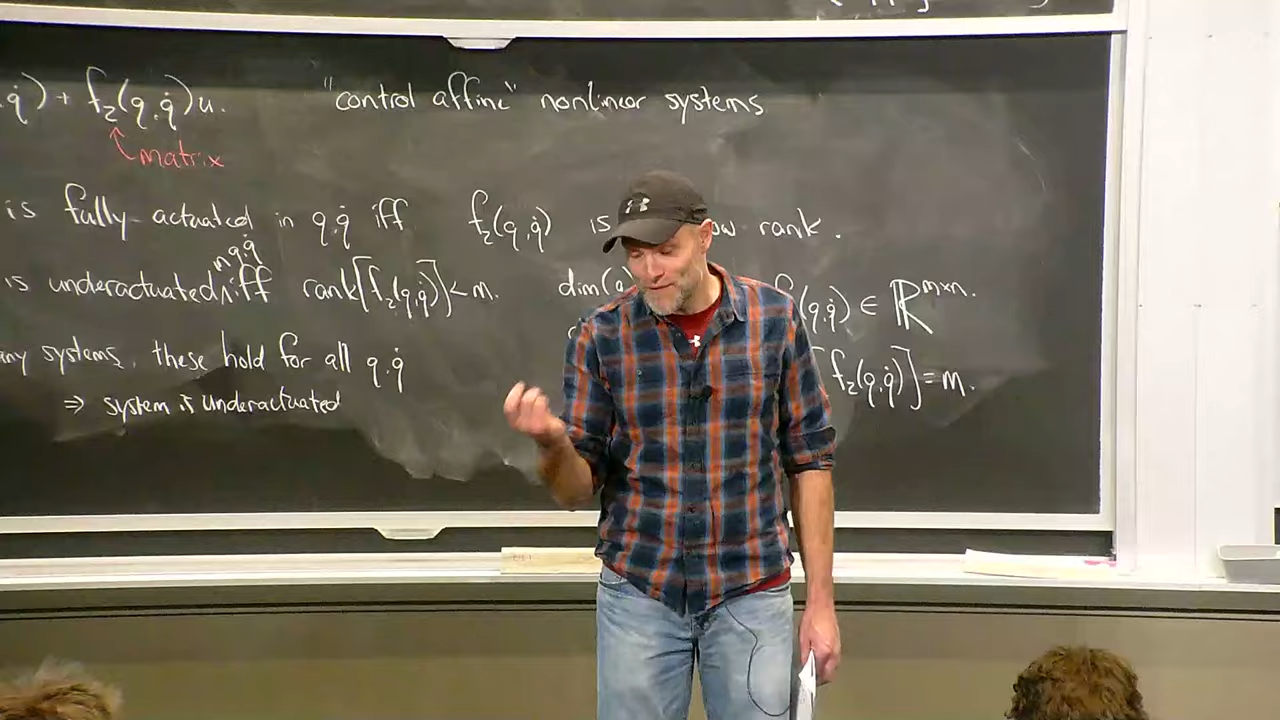 q̇) + f₂(q,q̇)u. "control affine" nonlinear systems
matrix
is fully-actuated in q,q̇ iff f₂(q,q̇) is row rank.
in q,q̇
is underactuated ∧ iff rank[f₂(q,q̇)] < m. dim(q f₂(q,q̇) ∈ ℝ^{m×n}.
any systems, these hold for all q,q̇ f₂(q,q̇)] = m.
⇒ system is underactuated